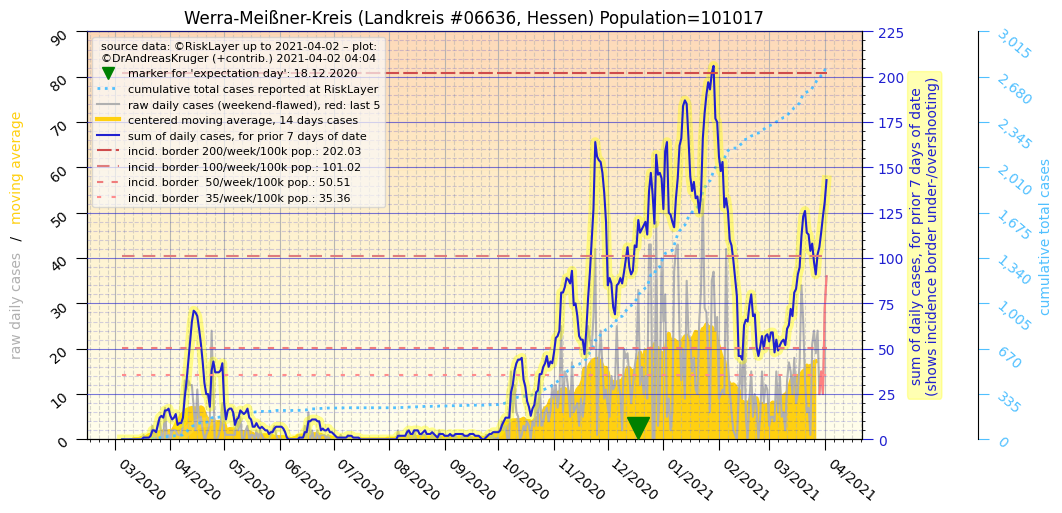 Werra-Meißner-Kreis (Landkreis #06636, Hessen) Population=101017
source data: ©RiskLayer up to 2021-04-02 – plot:
©DrAndreasKruger (+contrib.) 2021-04-02 04:04
marker for 'expectation day': 18.12.2020
cumulative total cases reported at RiskLayer
raw daily cases (weekend-flawed), red: last 5
centered moving average, 14 days cases
sum of daily cases, for prior 7 days of date
incid. border 200/week/100k pop.: 202.03
incid. border 100/week/100k pop.: 101.02
incid. border  50/week/100k pop.: 50.51
incid. border  35/week/100k pop.: 35.36
raw daily cases / moving average
90
80
70
60
50
40
30
20
10
0
225
200
175
150
125
100
75
50
25
0
sum of daily cases, for prior 7 days of date
(shows incidence border under-/overshooting)
3,015
2,680
2,345
2,010
1,675
1,340
1,005
670
335
0
cumulative total cases
03/2020
04/2020
05/2020
06/2020
07/2020
08/2020
09/2020
10/2020
11/2020
12/2020
01/2021
02/2021
03/2021
04/2021